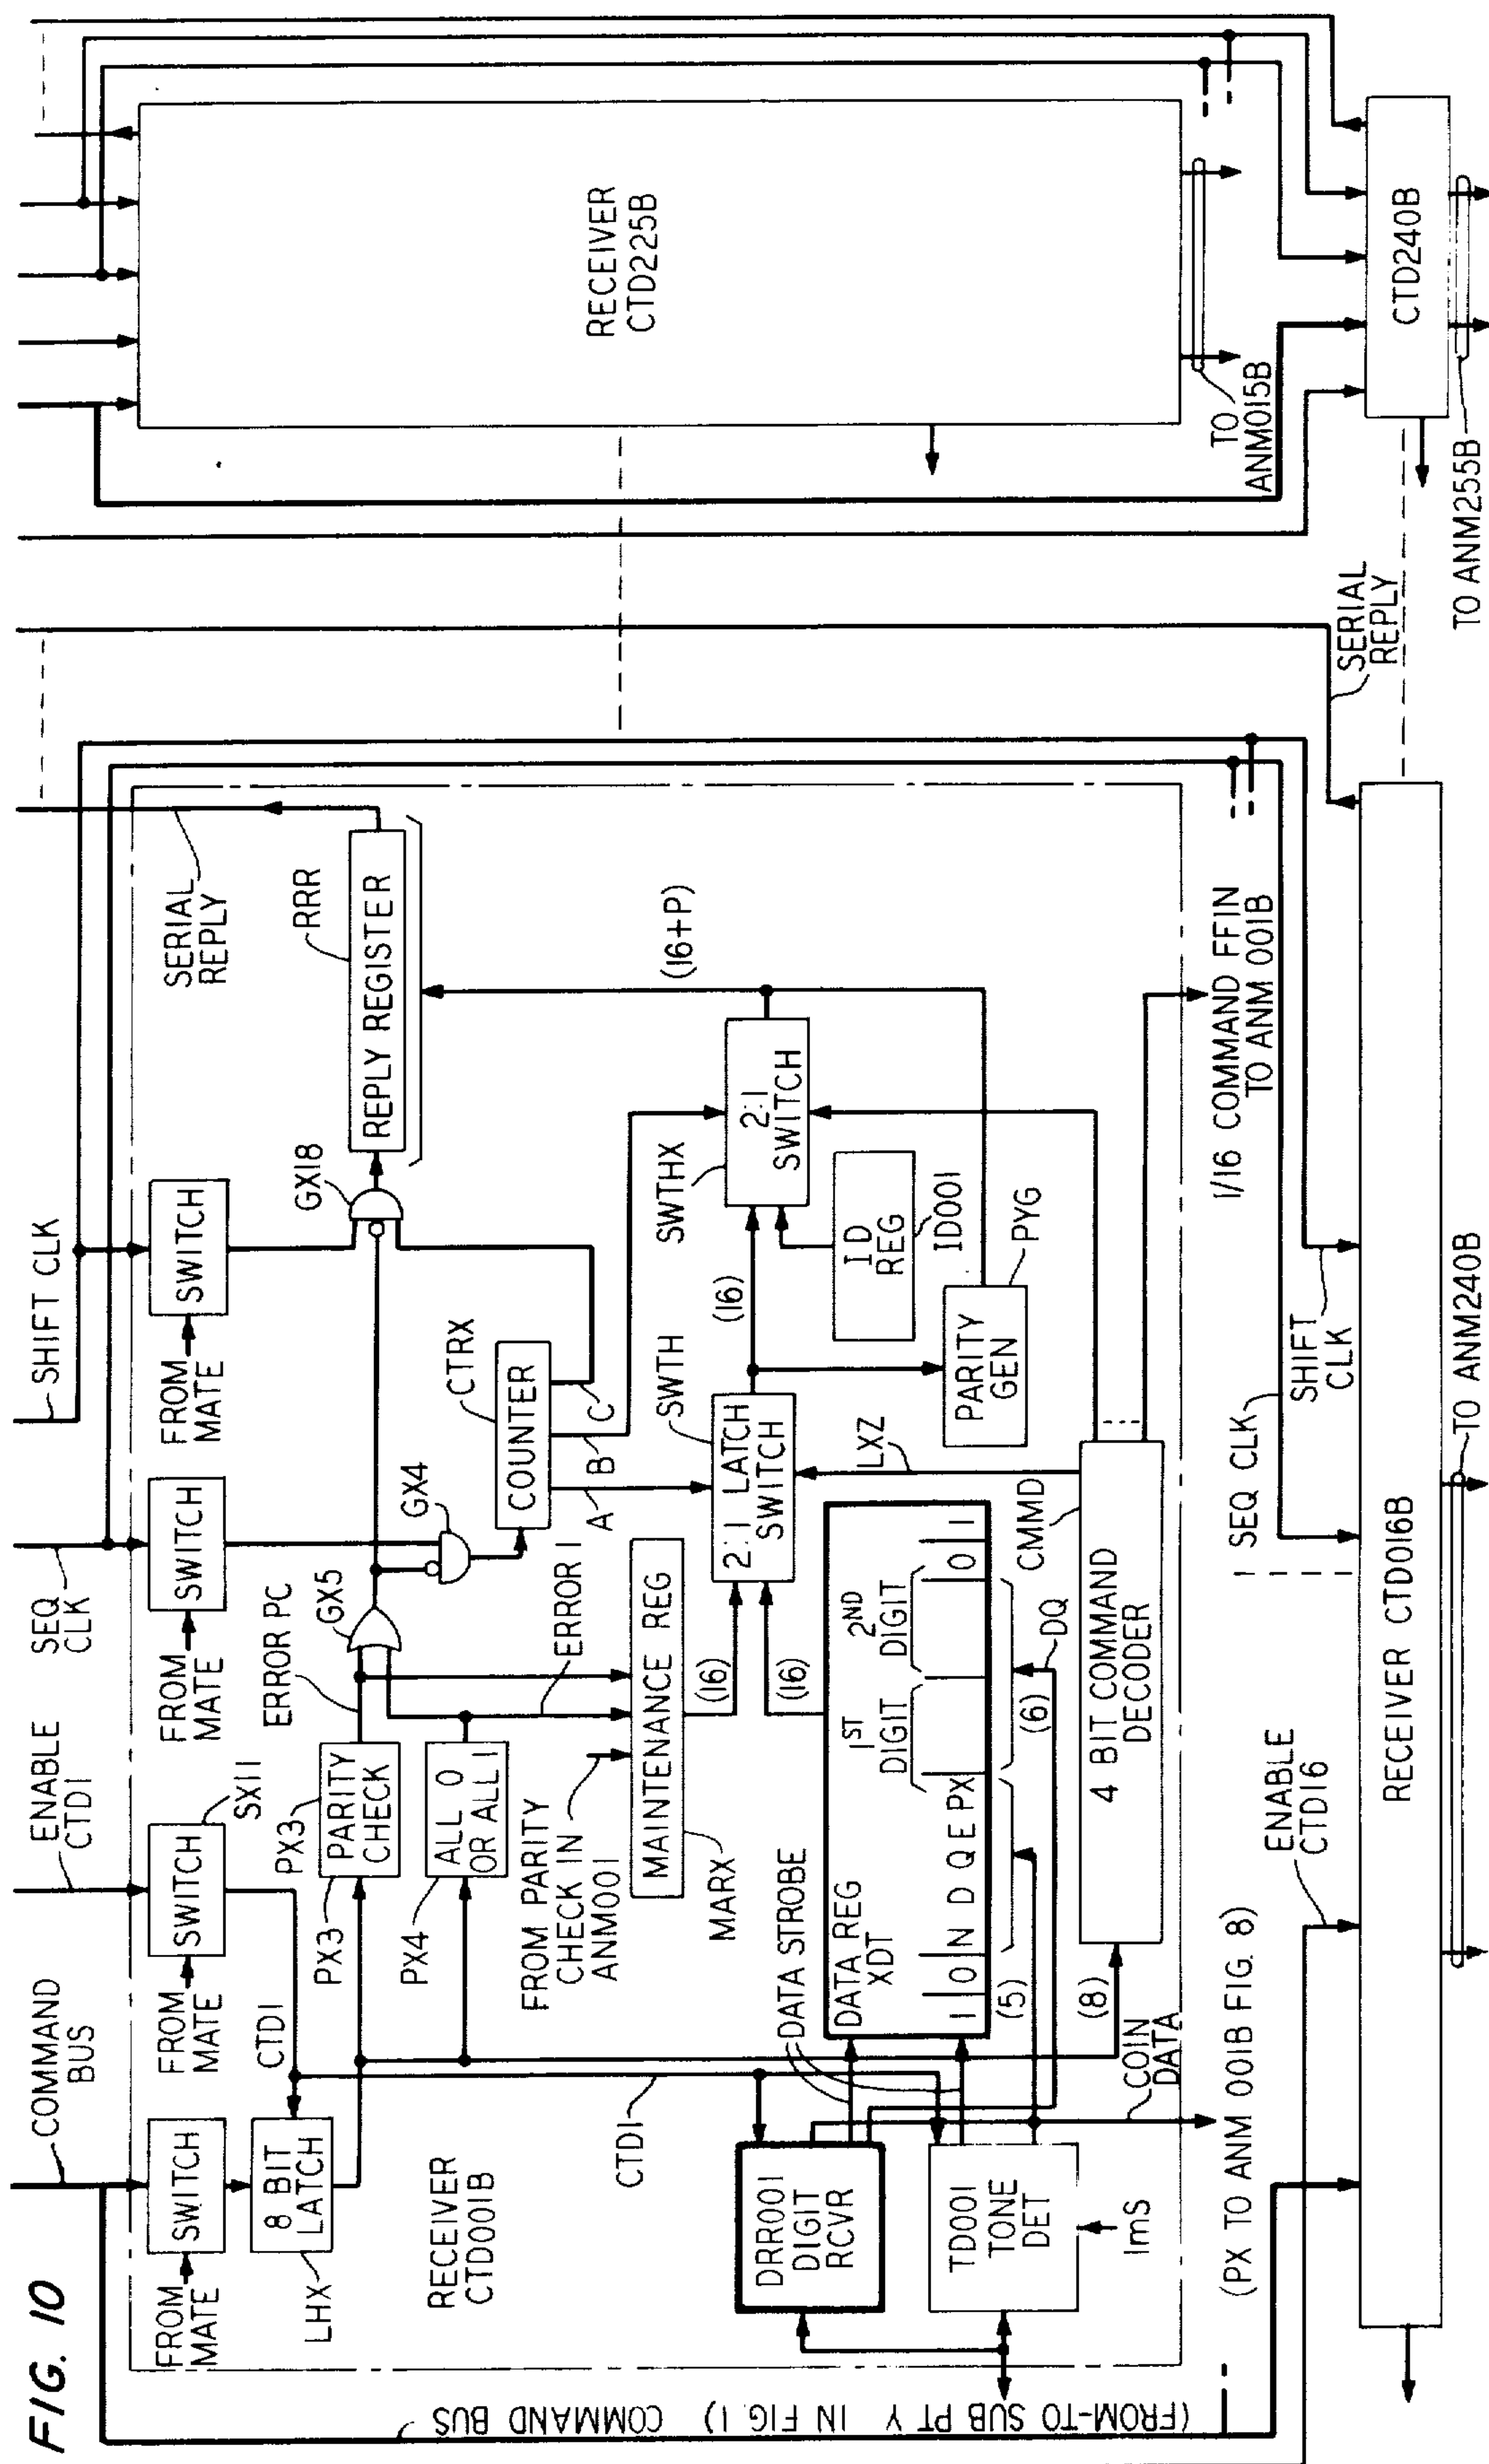 FIG. 10
COMMAND
BUS
ENABLE
CTD1
SEQ
CLK
SHIFT CLK
FROM
MATE
SWITCH
FROM
MATE
SWITCH
SX11
FROM
MATE
SWITCH
FROM
MATE
SWITCH
SERIAL
REPLY
8 BIT
LATCH
LHX
CTD1
PX3
PX3
PARITY
CHECK
ERROR PC
GX5
GX4
GX18
REPLY REGISTER
RRR
PX4
ALL 0
OR ALL 1
ERROR 1
COUNTER
CTRX
A
B
C
FROM PARITY
CHECK IN
ANM001
MAINTENANCE REG
MARX
(16)
(16)
2:1 LATCH
SWITCH
SWTH
(16)
SWTHX
2:1
SWITCH
(16+P)
ID
REG
ID001
PARITY
GEN
PYG
LXZ
RECEIVER
CTD001B
CTD1
DATA STROBE
DATA REG
XDT
1ST
DIGIT
2ND
DIGIT
1 0 N D Q E PX
0 1
(5)
(6)
DQ
DRR001
DIGIT
RCVR
TD001
TONE
DET
1mS
(8)
4 BIT COMMAND
DECODER
CMMD
COIN
DATA
(PX TO ANM 001B FIG. 8)
1/16 COMMAND FFIN
TO ANM 001B
(FROM-TO SUB PT Y IN FIG 1) COMMAND BUS
ENABLE
CTD16
SEQ CLK
SHIFT
CLK
SERIAL
REPLY
RECEIVER CTD016B
TO ANM240B
RECEIVER
CTD225B
TO
ANM015B
CTD240B
TO ANM255B